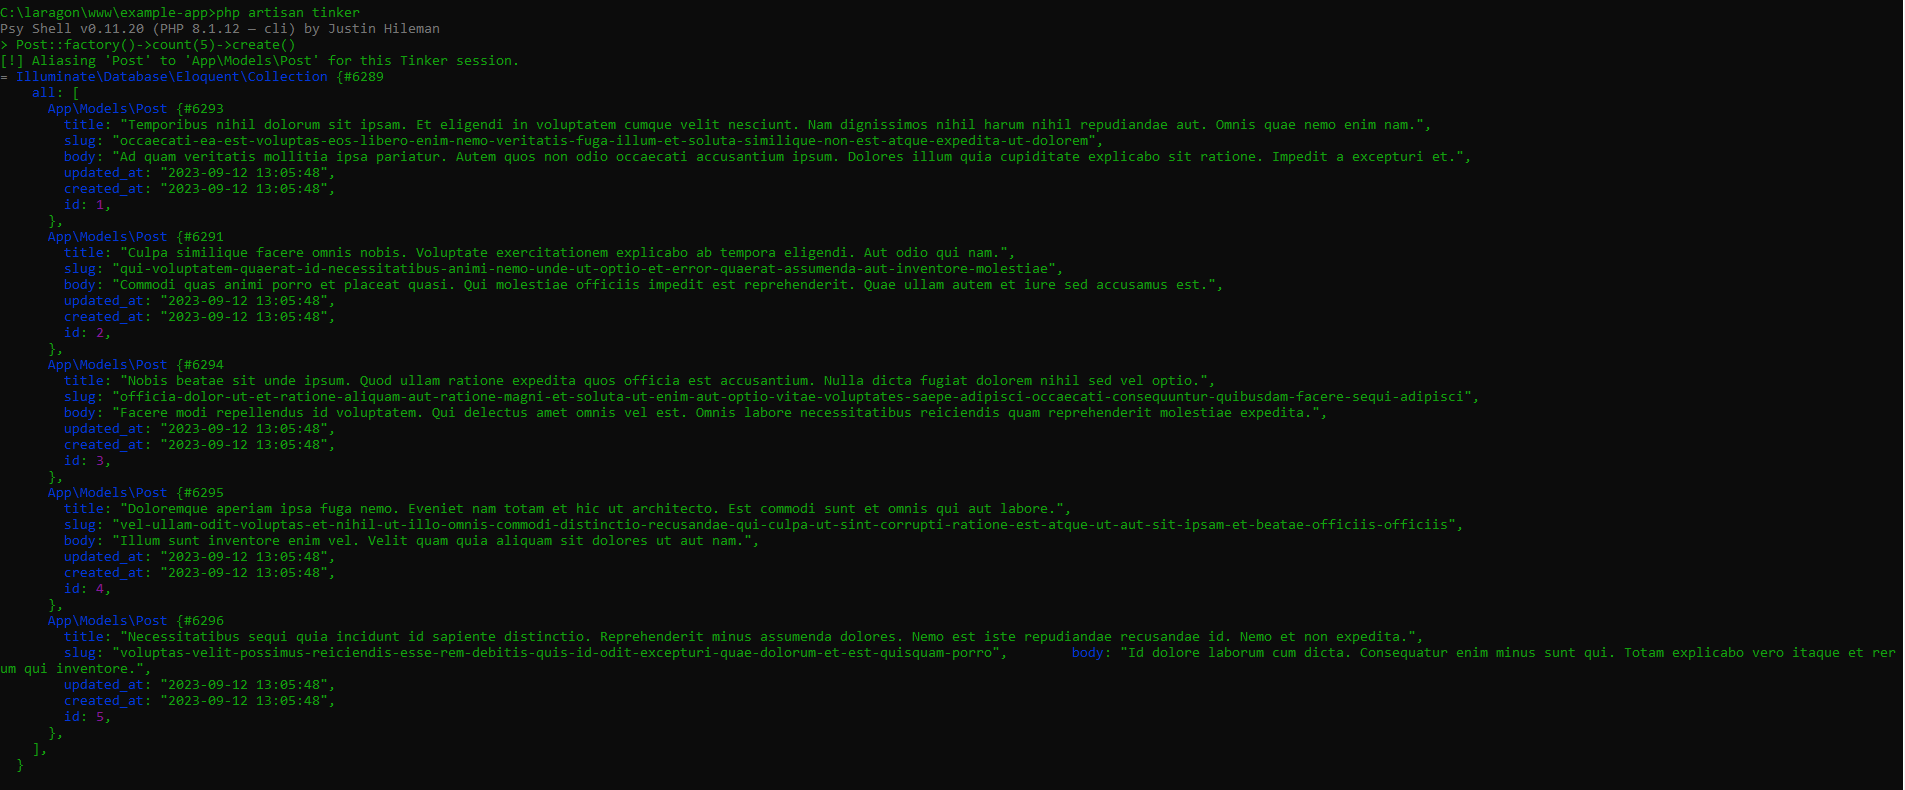 C:\laragon\www\example-app>php artisan tinker
Psy Shell v0.11.20 (PHP 8.1.12 — cli) by Justin Hileman
> Post::factory()->count(5)->create()
[!] Aliasing 'Post' to 'App\Models\Post' for this Tinker session.
= Illuminate\Database\Eloquent\Collection {#6289
    all: [
      App\Models\Post {#6293
        title: "Temporibus nihil dolorum sit ipsam. Et eligendi in voluptatem cumque velit nesciunt. Nam dignissimos nihil harum nihil repudiandae aut. Omnis quae nemo enim nam.",
        slug: "occaecati-ea-est-voluptas-eos-libero-enim-nemo-veritatis-fuga-illum-et-soluta-similique-non-est-atque-expedita-ut-dolorem",
        body: "Ad quam veritatis mollitia ipsa pariatur. Autem quos non odio occaecati accusantium ipsum. Dolores illum quia cupiditate explicabo sit ratione. Impedit a excepturi et.",
        updated_at: "2023-09-12 13:05:48",
        created_at: "2023-09-12 13:05:48",
        id: 1,
      },
      App\Models\Post {#6291
        title: "Culpa similique facere omnis nobis. Voluptate exercitationem explicabo ab tempora eligendi. Aut odio qui nam.",
        slug: "qui-voluptatem-quaerat-id-necessitatibus-animi-nemo-unde-ut-optio-et-error-quaerat-assumenda-aut-inventore-molestiae",
        body: "Commodi quas animi porro et placeat quasi. Qui molestiae officiis impedit est reprehenderit. Quae ullam autem et iure sed accusamus est.",
        updated_at: "2023-09-12 13:05:48",
        created_at: "2023-09-12 13:05:48",
        id: 2,
      },
      App\Models\Post {#6294
        title: "Nobis beatae sit unde ipsum. Quod ullam ratione expedita quos officia est accusantium. Nulla dicta fugiat dolorem nihil sed vel optio.",
        slug: "officia-dolor-ut-et-ratione-aliquam-aut-ratione-magni-et-soluta-ut-enim-aut-optio-vitae-voluptates-saepe-adipisci-occaecati-consequuntur-quibusdam-facere-sequi-adipisci",
        body: "Facere modi repellendus id voluptatem. Qui delectus amet omnis vel est. Omnis labore necessitatibus reiciendis quam reprehenderit molestiae expedita.",
        updated_at: "2023-09-12 13:05:48",
        created_at: "2023-09-12 13:05:48",
        id: 3,
      },
      App\Models\Post {#6295
        title: "Doloremque aperiam ipsa fuga nemo. Eveniet nam totam et hic ut architecto. Est commodi sunt et omnis qui aut labore.",
        slug: "vel-ullam-odit-voluptas-et-nihil-ut-illo-omnis-commodi-distinctio-recusandae-qui-culpa-ut-sint-corrupti-ratione-est-atque-ut-aut-sit-ipsam-et-beatae-officiis-officiis",
        body: "Illum sunt inventore enim vel. Velit quam quia aliquam sit dolores ut aut nam.",
        updated_at: "2023-09-12 13:05:48",
        created_at: "2023-09-12 13:05:48",
        id: 4,
      },
      App\Models\Post {#6296
        title: "Necessitatibus sequi quia incidunt id sapiente distinctio. Reprehenderit minus assumenda dolores. Nemo est iste repudiandae recusandae id. Nemo et non expedita.",
        slug: "voluptas-velit-possimus-reiciendis-esse-rem-debitis-quis-id-odit-excepturi-quae-dolorum-et-est-quisquam-porro",        body: "Id dolore laborum cum dicta. Consequatur enim minus sunt qui. Totam explicabo vero itaque et rer
um qui inventore.",
        updated_at: "2023-09-12 13:05:48",
        created_at: "2023-09-12 13:05:48",
        id: 5,
      },
    ],
  }